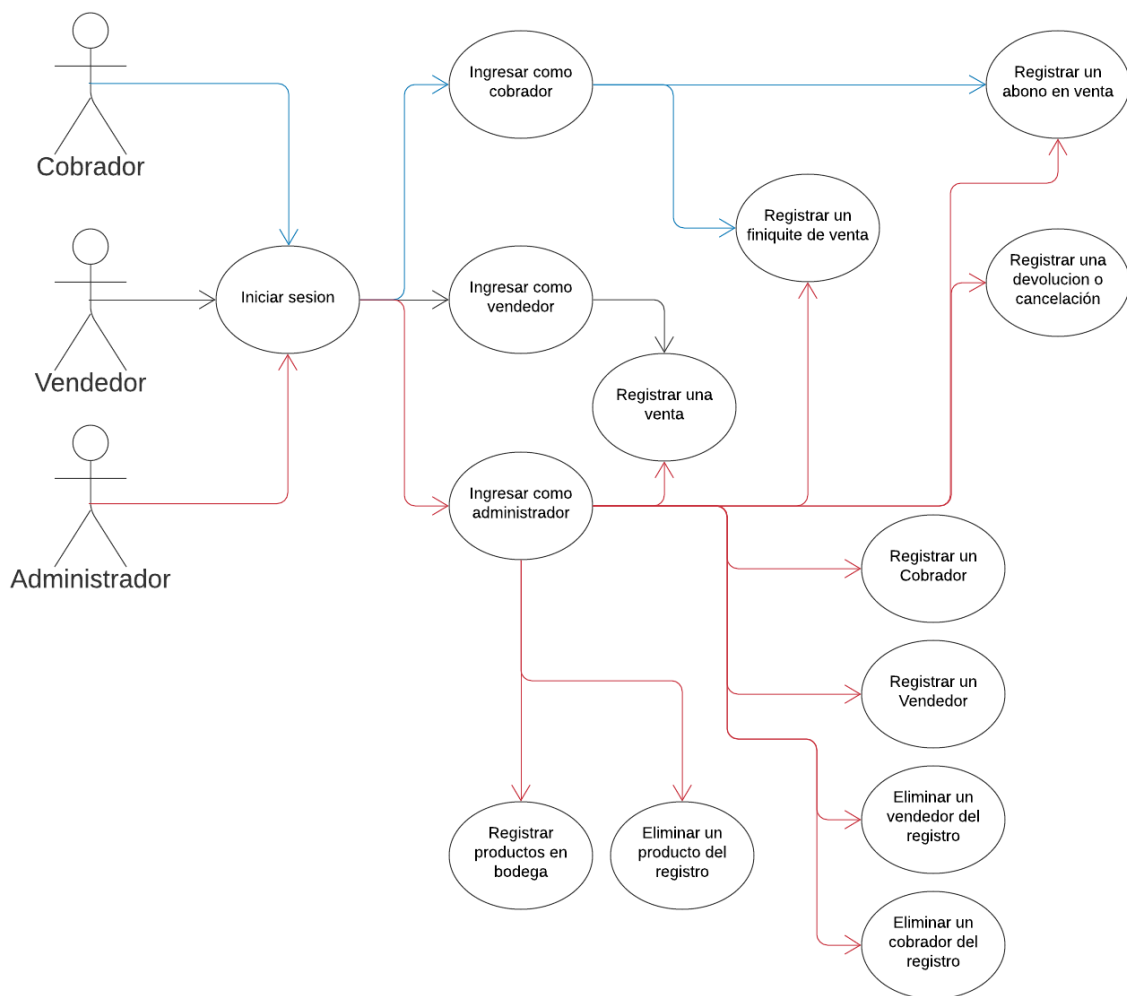 Cobrador
Vendedor
Administrador
Iniciar sesion
Ingresar como
cobrador
Ingresar como
vendedor
Ingresar como
administrador
Registrar una
venta
Registrar un
finiquite de venta
Registrar un
abono en venta
Registrar una
devolucion o
cancelación
Registrar un
Cobrador
Registrar un
Vendedor
Eliminar un
vendedor del
registro
Eliminar un
cobrador del
registro
Registrar
productos en
bodega
Eliminar un
producto del
registro